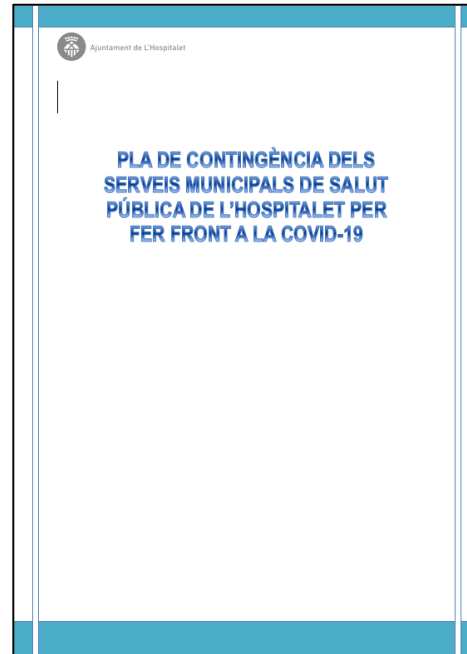 Ajuntament de L'Hospitalet
PLA DE CONTINGÈNCIA DELS
SERVEIS MUNICIPALS DE SALUT
PÚBLICA DE L'HOSPITALET PER
FER FRONT A LA COVID-19